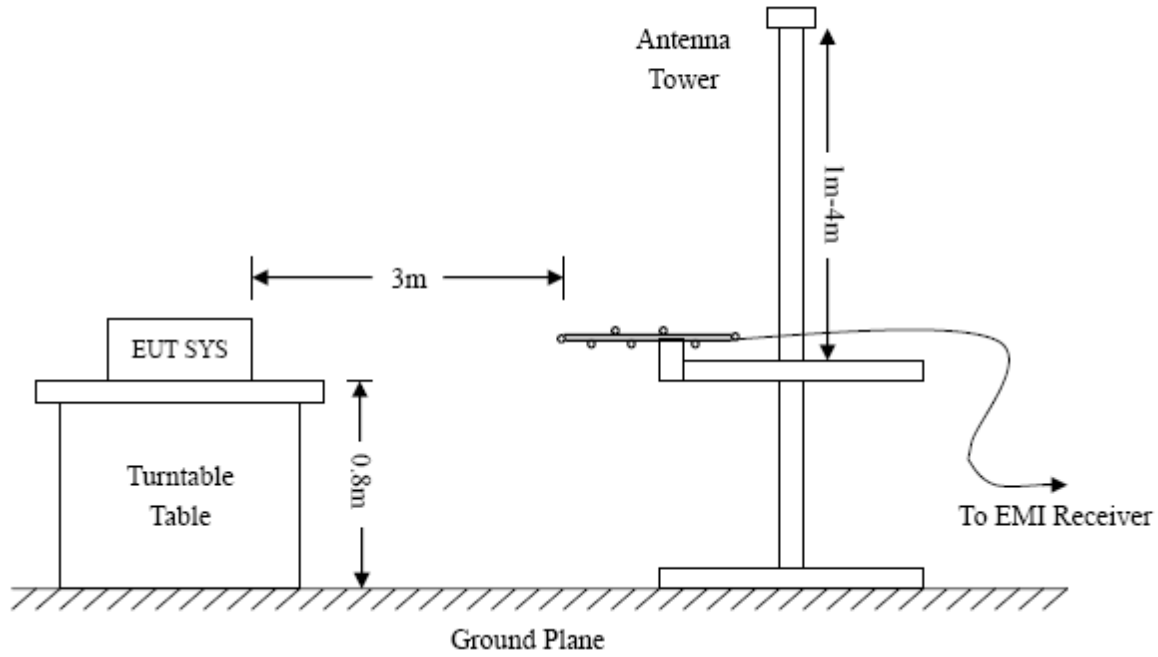 Antenna
Tower
1m-4m
3m
EUT SYS
0.8m
Turntable
Table
To EMI Receiver
Ground Plane